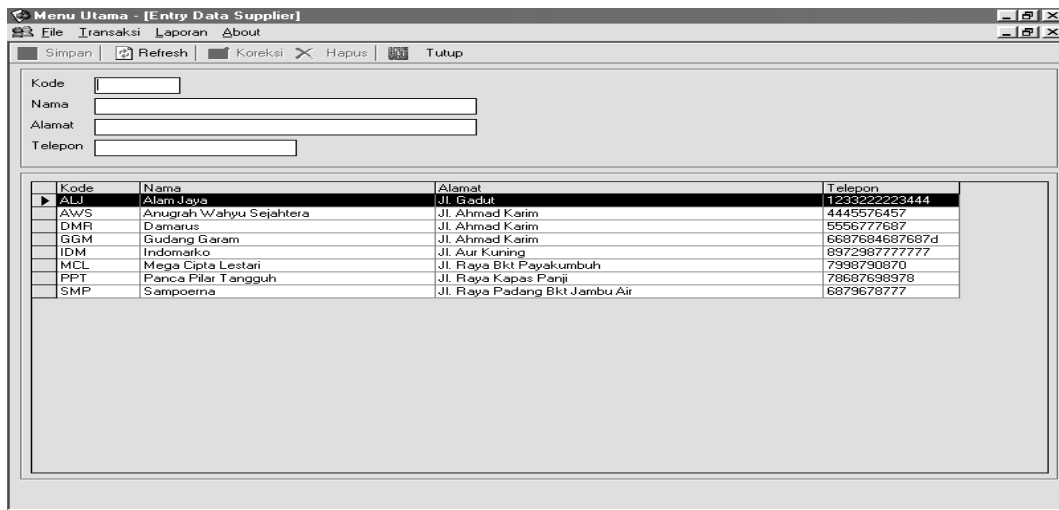 Menu Utama - [Entry Data Supplier]
File Transaksi Laporan About
Simpan Refresh Koreksi Hapus Tutup
Kode
Nama
Alamat
Telepon
Kode Nama Alamat Telepon
ALJ Alam Jaya Jl. Gadut 1233222223444
AWS Anugrah Wahyu Sejahtera Jl. Ahmad Karim 4445576457
DMR Damarus Jl. Ahmad Karim 5556777687
GGM Gudang Garam Jl. Ahmad Karim 6687684687687d
IDM Indomarko Jl. Aur Kuning 8972987777777
MCL Mega Cipta Lestari Jl. Raya Bkt Payakumbuh 7998790870
PPT Panca Pilar Tangguh Jl. Raya Kapas Panji 78687698978
SMP Sampoerna Jl. Raya Padang Bkt Jambu Air 6879678777